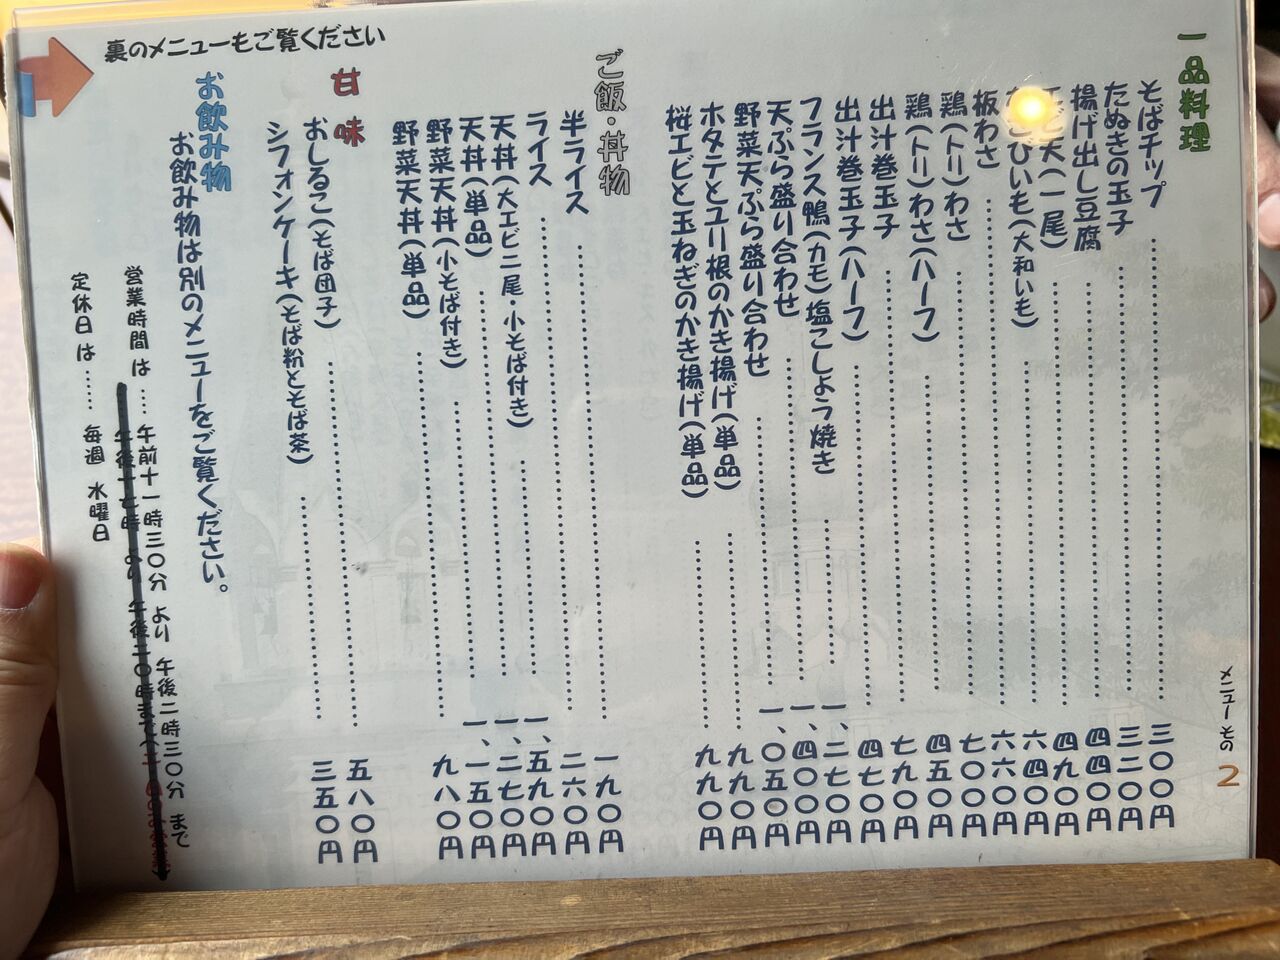 メニューその2
一品料理
そばチップ……三〇〇円
たぬきの玉子……三二〇円
揚げ出し豆腐……四四〇円
天(一尾)……四九〇円
いも(大和いも)……六四〇円
板わさ……六六〇円
鶏(トリ)わさ……七〇〇円
鶏(トリ)わさ(ハーフ)……四五〇円
出汁巻玉子……七九〇円
出汁巻玉子(ハーフ)……四七〇円
フランス鴨(カモ)塩こしょう焼き……一、二七〇円
天ぷら盛り合わせ……一、四〇〇円
野菜天ぷら盛り合わせ……一、〇五〇円
ホタテとユリ根のかき揚げ(単品)……九九〇円
桜エビと玉ねぎのかき揚げ(単品)……九九〇円
ご飯・丼物
半ライス……一九〇円
ライス……二六〇円
天丼(大エビ二尾・小そば付き)……一、五九〇円
天丼(単品)……一、二七〇円
野菜天丼(小そば付き)……一、一五〇円
野菜天丼(単品)……九八〇円
甘味
おしるこ(そば団子)……五八〇円
シフォンケーキ(そば粉とそば茶)……三五〇円
お飲み物
お飲み物は別のメニューをご覧ください。
営業時間は……午前十一時三〇分より 午後二時三〇分まで
定休日は……毎週 水曜日
裏のメニューもご覧ください